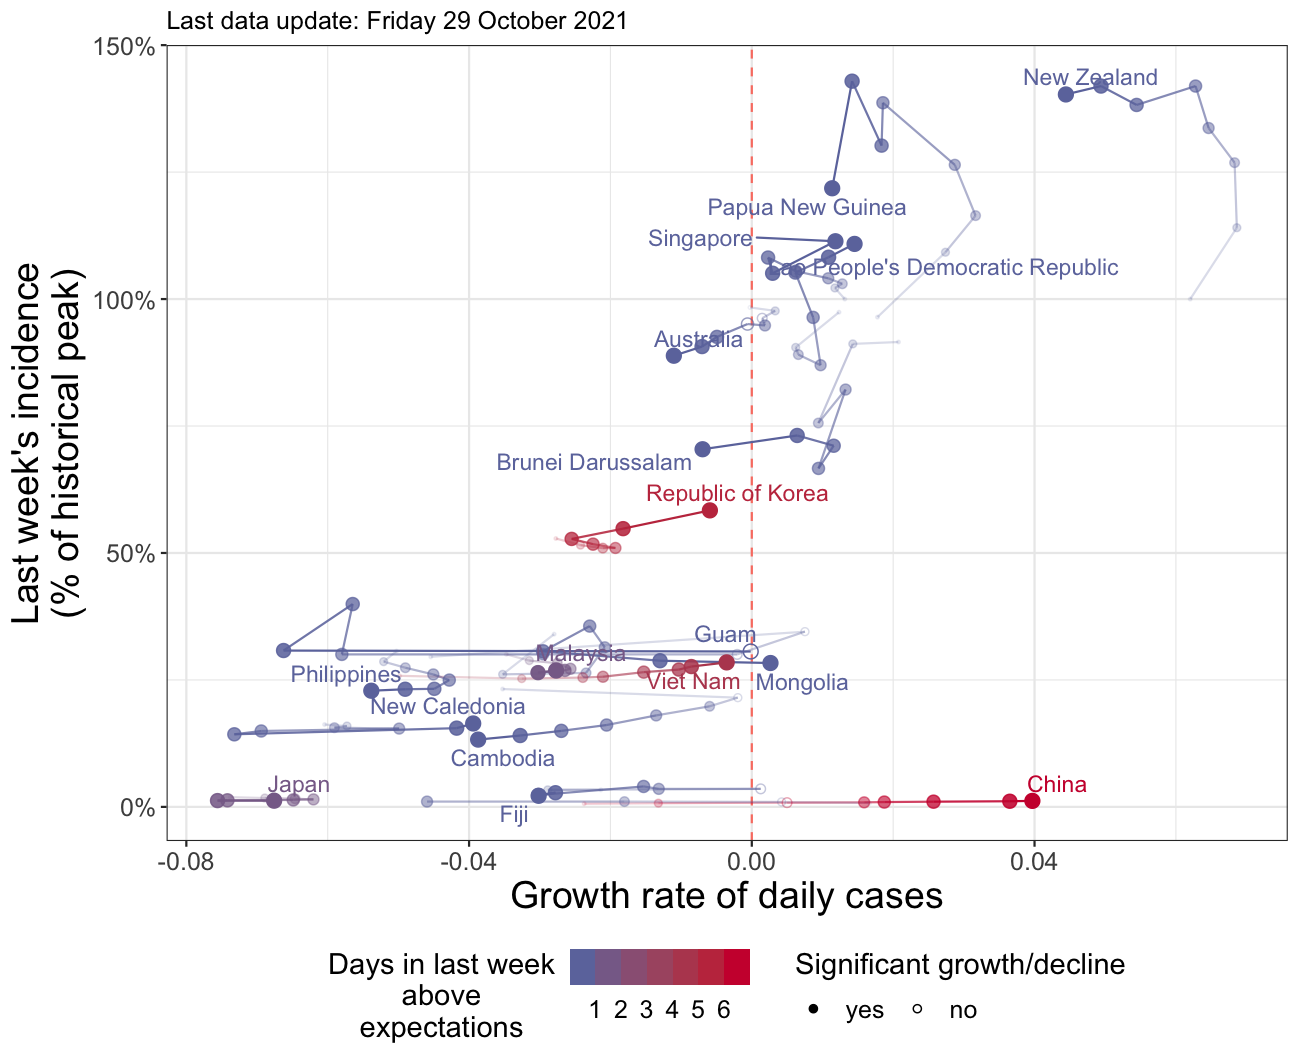 Last data update: Friday 29 October 2021
150%
100%
50%
0%
Last week's incidence
(% of historical peak)
New Zealand
Papua New Guinea
Singapore
Lao People's Democratic Republic
Australia
Brunei Darussalam
Republic of Korea
Guam
Malaysia
Philippines
Viet Nam
Mongolia
New Caledonia
Cambodia
Japan
China
Fiji
-0.08
-0.04
0.00
0.04
Growth rate of daily cases
Days in last week
above
expectations
1 2 3 4 5 6
Significant growth/decline
yes
no